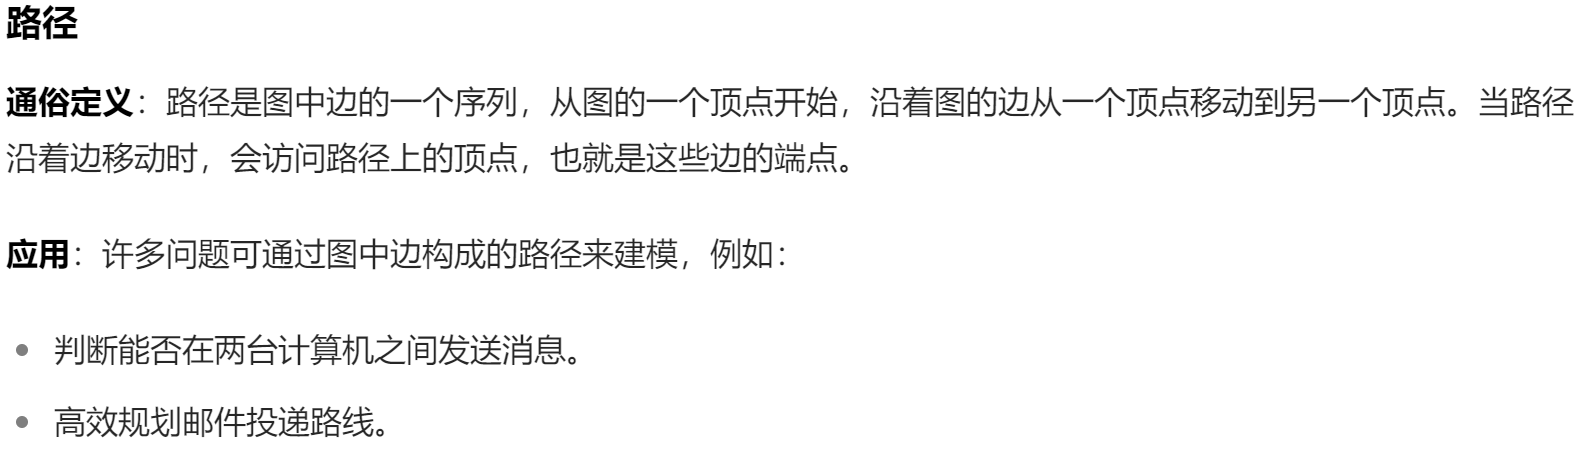 路径
通俗定义：路径是图中边的一个序列，从图的一个顶点开始，沿着图的边从一个顶点移动到另一个顶点。当路径
沿着边移动时，会访问路径上的顶点，也就是这些边的端点。
应用：许多问题可通过图中边构成的路径来建模，例如：
• 判断能否在两台计算机之间发送消息。
• 高效规划邮件投递路线。